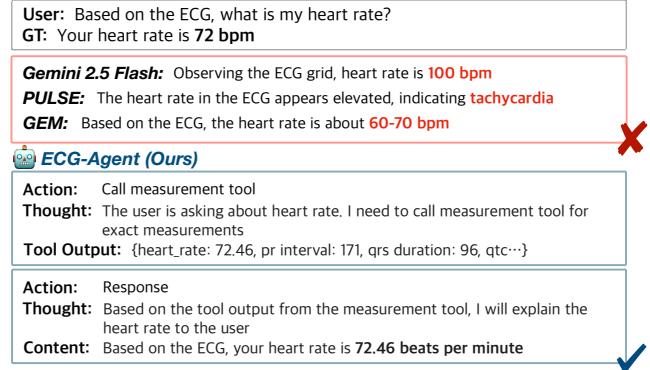 User: Based on the ECG, what is my heart rate?
GT: Your heart rate is 72 bpm
Gemini 2.5 Flash: Observing the ECG grid, heart rate is 100 bpm
PULSE: The heart rate in the ECG appears elevated, indicating tachycardia
GEM: Based on the ECG, the heart rate is about 60-70 bpm
ECG-Agent (Ours)
Action: Call measurement tool
Thought: The user is asking about heart rate. I need to call measurement tool for
exact measurements
Tool Output: {heart_rate: 72.46, pr interval: 171, qrs duration: 96, qtc⋯}
Action: Response
Thought: Based on the tool output from the measurement tool, I will explain the
heart rate to the user
Content: Based on the ECG, your heart rate is 72.46 beats per minute